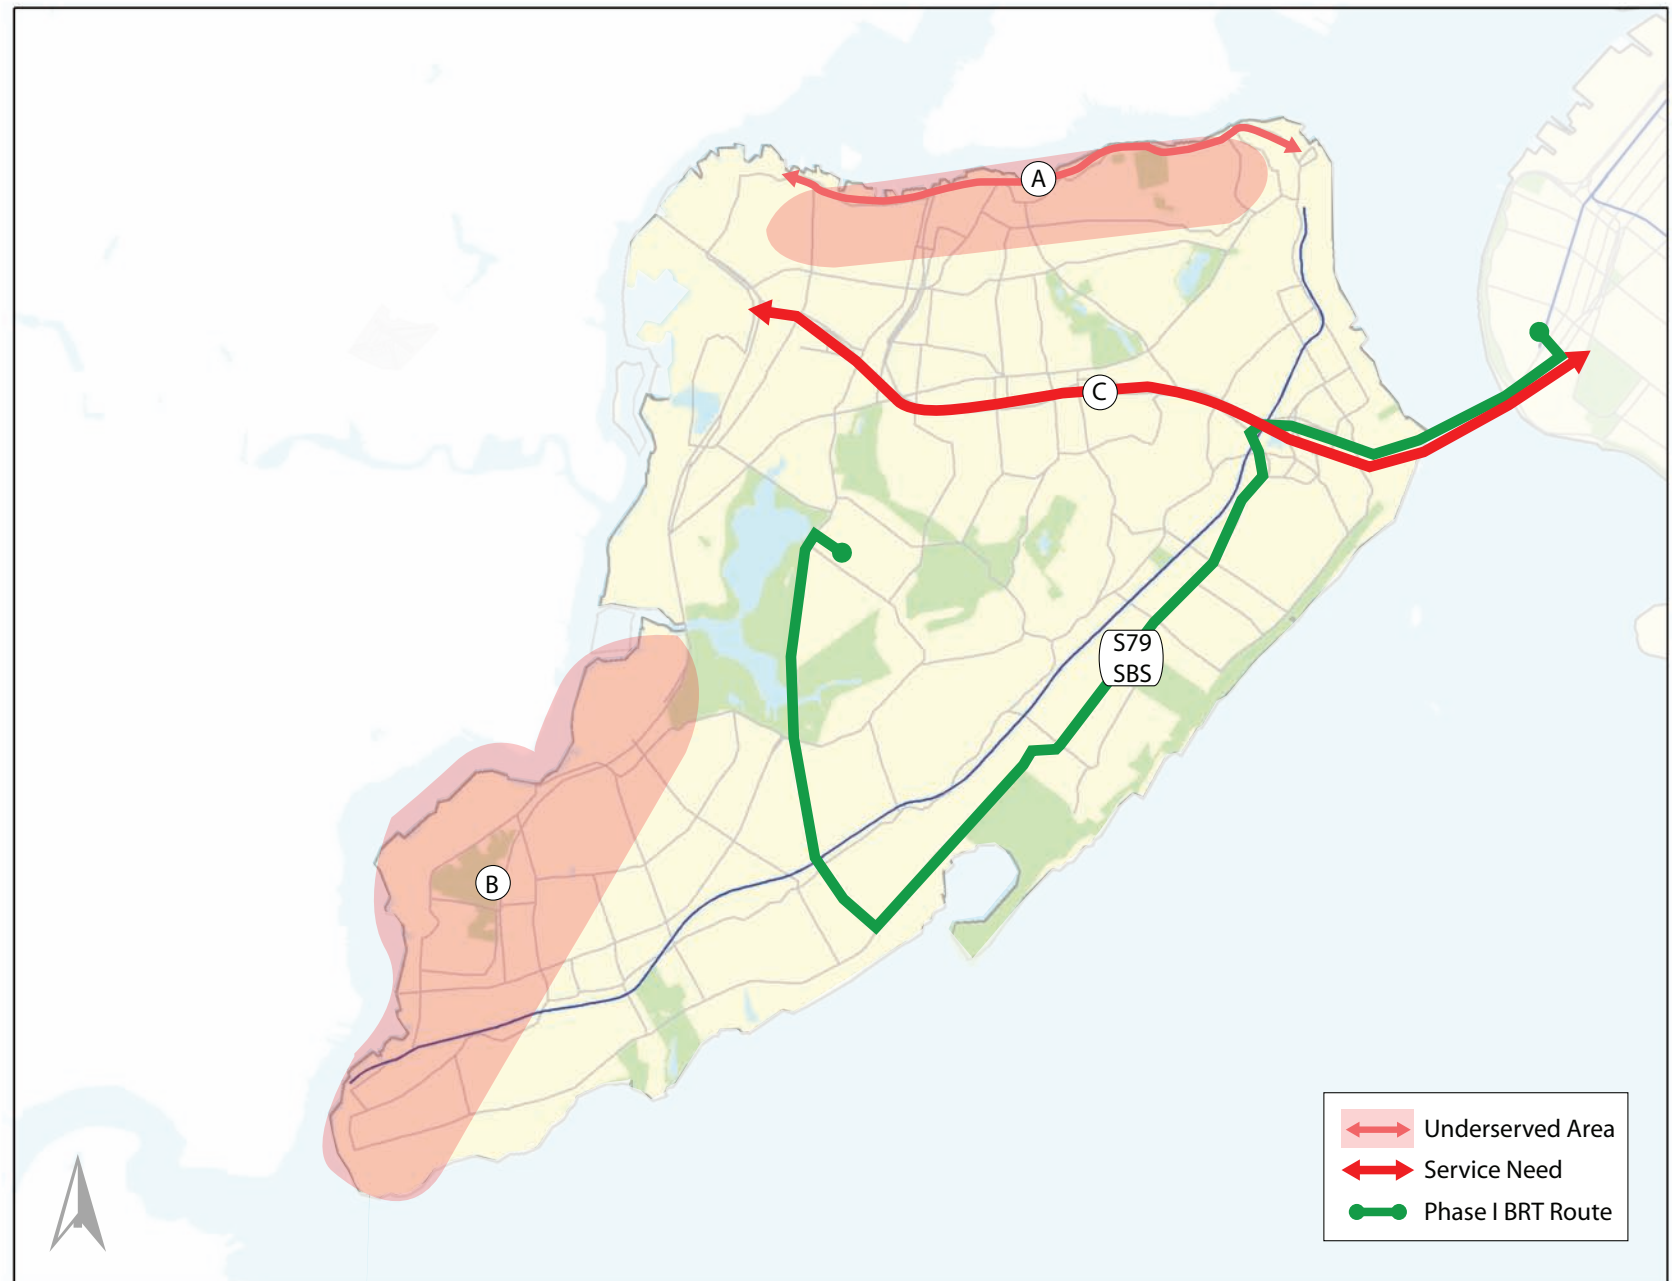 A
C
S79
SBS
B
Underserved Area
Service Need
Phase I BRT Route